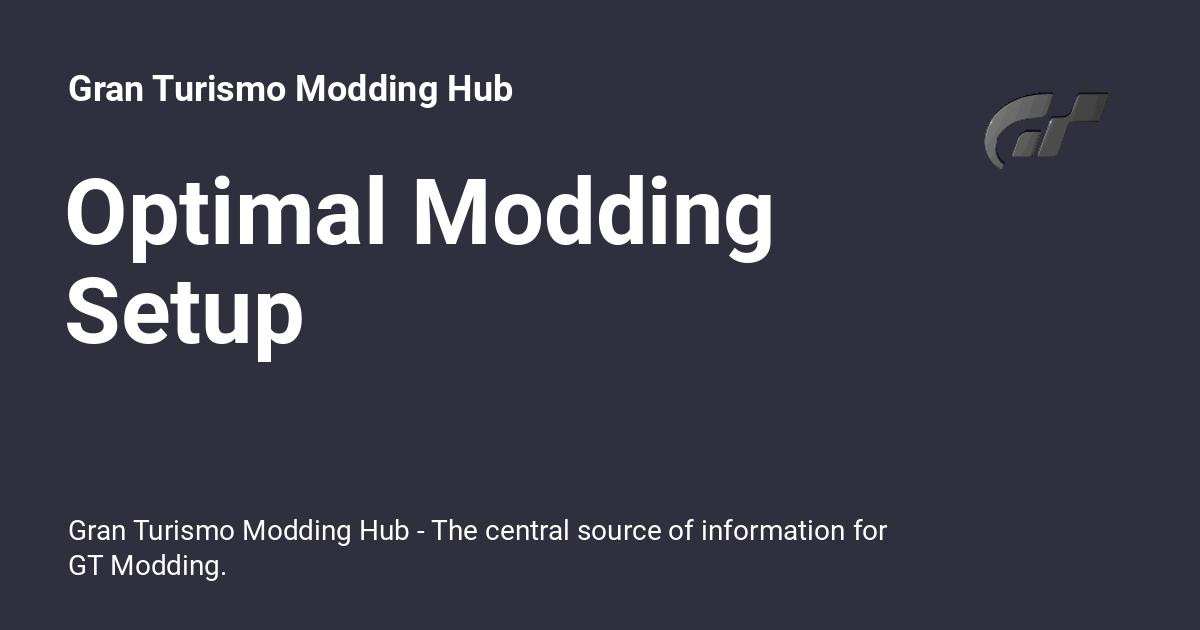 Gran Turismo Modding Hub
Optimal Modding
Setup
Gran Turismo Modding Hub - The central source of information for
GT Modding.